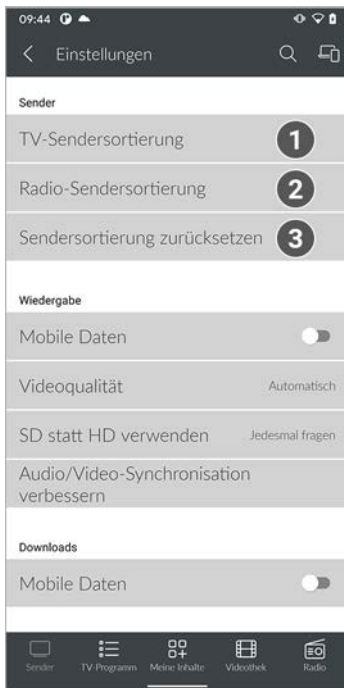 09:44
Einstellungen
Sender
TV-Sendersortierung 1
Radio-Sendersortierung 2
Sendersortierung zurücksetzen 3
Wiedergabe
Mobile Daten
Videoqualität Automatisch
SD statt HD verwenden Jedesmal fragen
Audio/Video-Synchronisation
verbessern
Downloads
Mobile Daten
Sender TV-Programm Meine Inhalte Videothek Radio